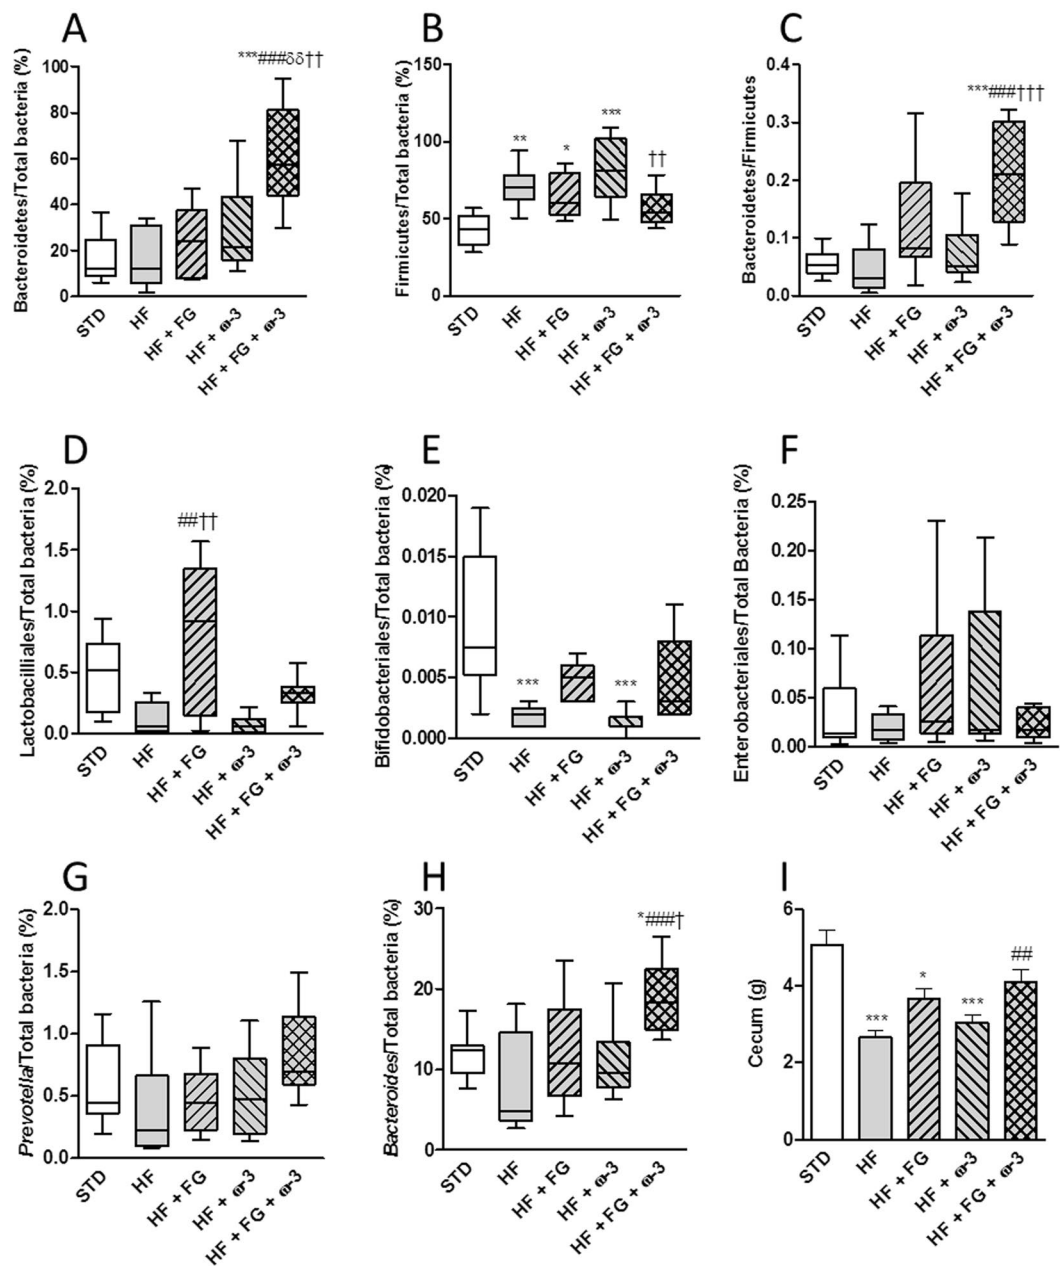 A
Bacteroidetes/Total bacteria (%)
***###δδ††
100
80
60
40
20
0
STD
HF
HF + FG
HF + ω-3
HF + FG + ω-3
B
Firmicutes/Total bacteria (%)
150
100
50
0
**
*
***
††
STD
HF
HF + FG
HF + ω-3
HF + FG + ω-3
C
Bacteroidetes/Firmicutes
***###†††
0.4
0.3
0.2
0.1
0.0
STD
HF
HF + FG
HF + ω-3
HF + FG + ω-3
D
Lactobacilliales/Total bacteria (%)
2.0
1.5
1.0
0.5
0.0
##††
STD
HF
HF + FG
HF + ω-3
HF + FG + ω-3
E
Bifidobacteriales/Total bacteria (%)
0.020
0.015
0.010
0.005
0.000
***
***
STD
HF
HF + FG
HF + ω-3
HF + FG + ω-3
F
Enterobacteriales/Total Bacteria (%)
0.25
0.20
0.15
0.10
0.05
0.00
STD
HF
HF + FG
HF + ω-3
HF + FG + ω-3
G
Prevotella/Total bacteria (%)
2.0
1.5
1.0
0.5
0.0
STD
HF
HF + FG
HF + ω-3
HF + FG + ω-3
H
Bacteroides/Total bacteria (%)
30
20
10
0
*###†
STD
HF
HF + FG
HF + ω-3
HF + FG + ω-3
I
Cecum (g)
6
4
2
0
***
*
***
##
STD
HF
HF + FG
HF + ω-3
HF + FG + ω-3